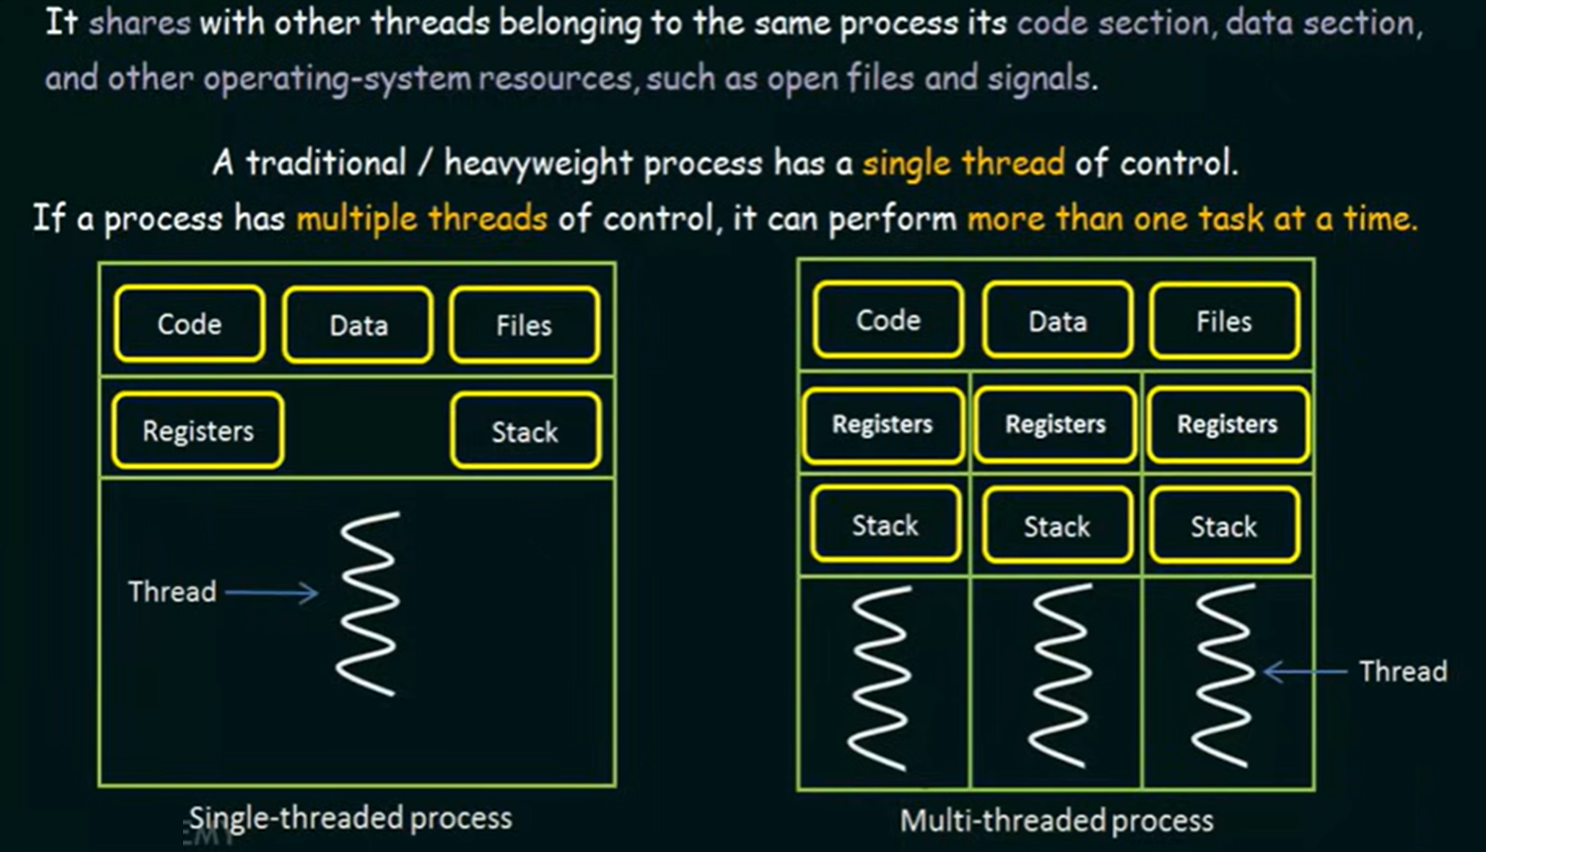 It shares with other threads belonging to the same process its code section, data section,
and other operating-system resources, such as open files and signals.
A traditional / heavyweight process has a single thread of control.
If a process has multiple threads of control, it can perform more than one task at a time.
Code Data Files
Registers Stack
Thread
Single-threaded process
Code Data Files
Registers Registers Registers
Stack Stack Stack
Thread
Multi-threaded process